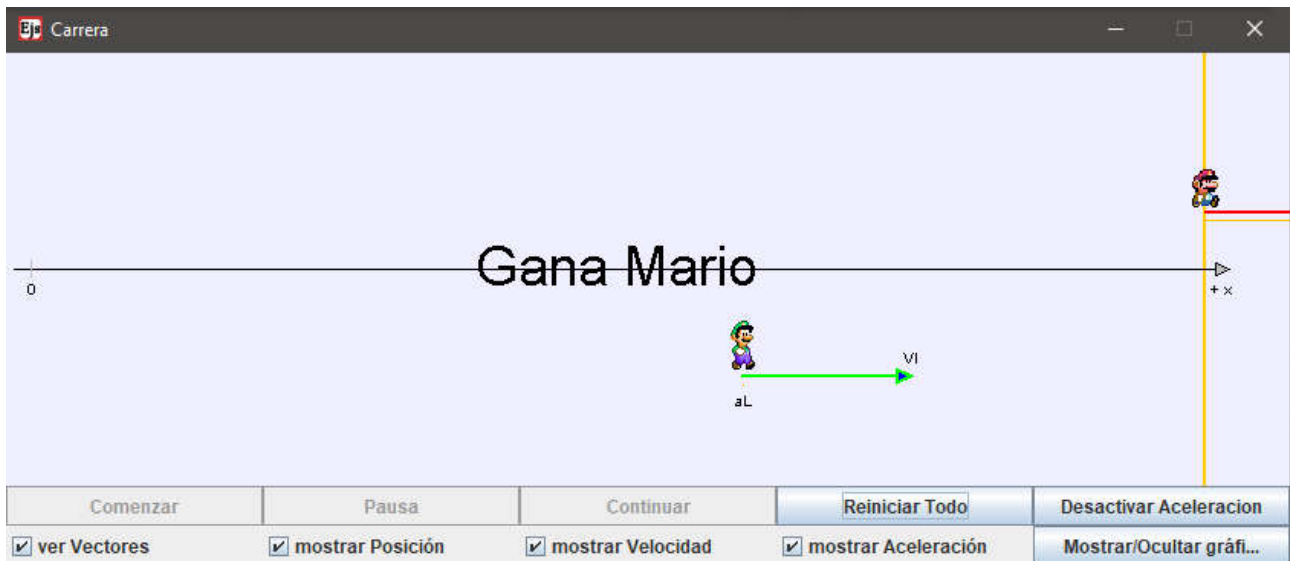 Ejs Carrera
Gana Mario
0
+ x
Vl
aL
Comenzar Pausa Continuar Reiniciar Todo Desactivar Aceleracion
ver Vectores mostrar Posición mostrar Velocidad mostrar Aceleración Mostrar/Ocultar gráfi...